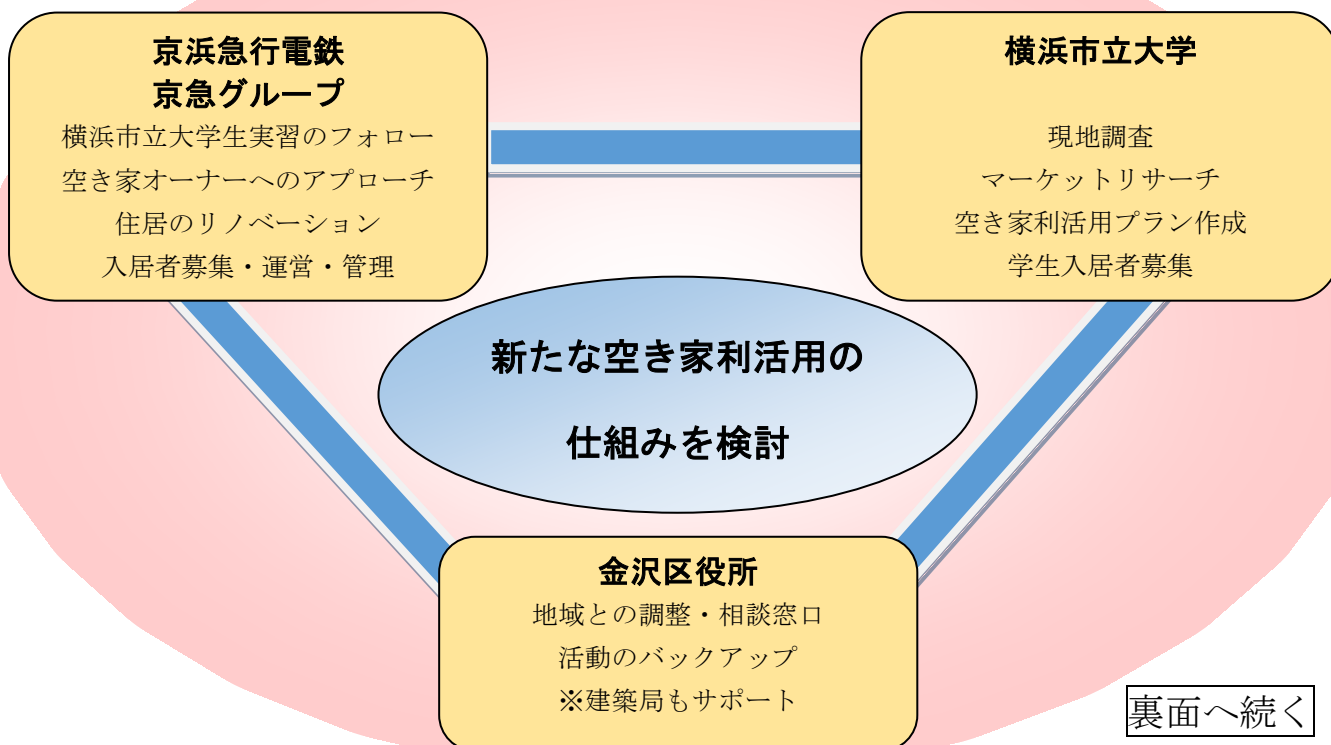 京浜急行電鉄
京急グループ
横浜市立大学生実習のフォロー
空き家オーナーへのアプローチ
住居のリノベーション
入居者募集・運営・管理
横浜市立大学
現地調査
マーケットリサーチ
空き家利活用プラン作成
学生入居者募集
新たな空き家利活用の
仕組みを検討
金沢区役所
地域との調整・相談窓口
活動のバックアップ
※建築局もサポート
裏面へ続く